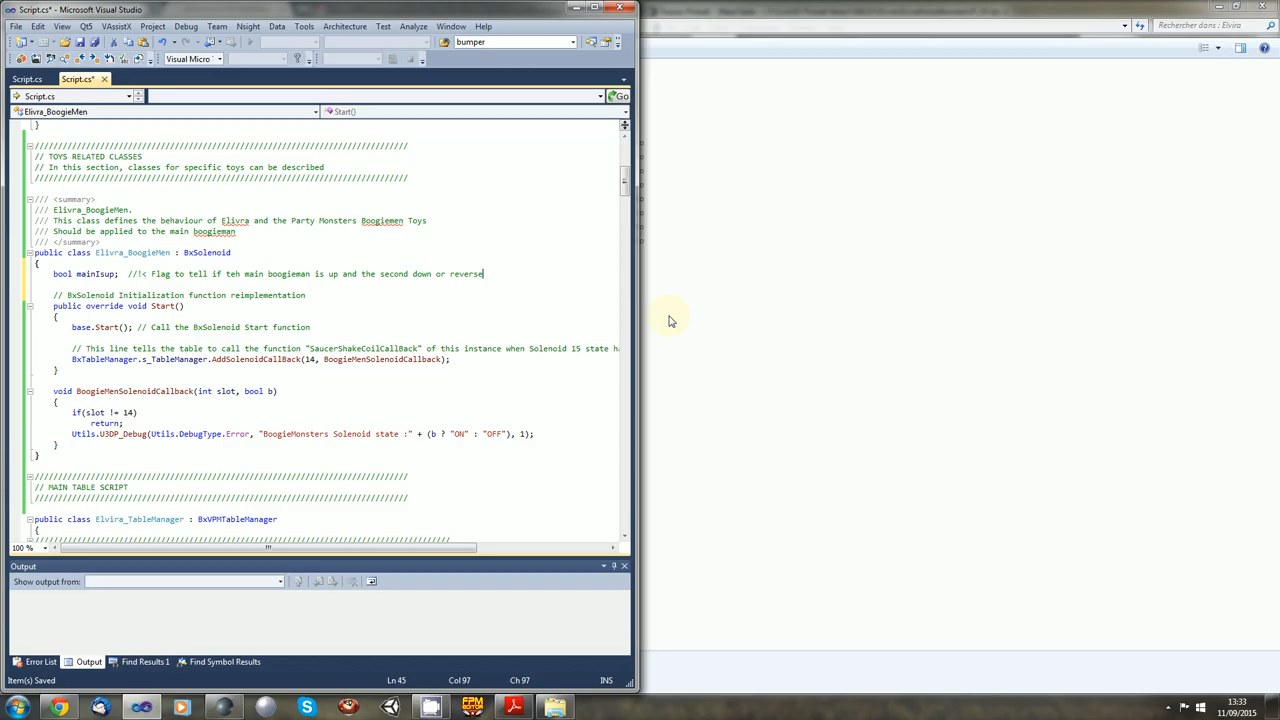 Script.cs* - Microsoft Visual Studio
Rechercher dans: Elvira
File Edit View VAssistX Project Qt5 Debug Team Nsight Data Tools Architecture Test Analyze Window Help
bumper
Visual Micro
Script.cs Script.cs*
Script.cs Go
Elivra_BoogieMen Start()
}
////////////////////////////////////////////////////////////////////////////////
// TOYS RELATED CLASSES
// In this section, classes for specific toys can be described
////////////////////////////////////////////////////////////////////////////////
/// <summary>
/// Elivra_BoogieMen.
/// This class defines the behaviour of Elivra and the Party Monsters Boogiemen Toys
/// Should be applied to the main boogieman
/// </summary>
public class Elivra_BoogieMen : BxSolenoid
{
bool mainIsup; //!< Flag to tell if teh main boogieman is up and the second down or reverse
// BxSolenoid Initialization function reimplementation
public override void Start()
{
base.Start(); // Call the BxSolenoid Start function
// This line tells the table to call the function "SaucerShakeCoilCallBack" of this instance when Solenoid 15 state ha
BxTableManager.s_TableManager.AddSolenoidCallBack(14, BoogieMenSolenoidCallback);
}
void BoogieMenSolenoidCallback(int slot, bool b)
{
if(slot != 14)
return;
Utils.U3DP_Debug(Utils.DebugType.Error, "BoogieMonsters Solenoid state :" + (b ? "ON" : "OFF"), 1);
}
}
////////////////////////////////////////////////////////////////////////////////
// MAIN TABLE SCRIPT
////////////////////////////////////////////////////////////////////////////////
public class Elvira_TableManager : BxVPMTableManager
{
////////////////////////////////////////////////////////////////////////////////////////
100 %
Output
Show output from:
Error List Output Find Results 1 Find Symbol Results
Item(s) Saved Ln 45 Col 97 Ch 97 INS
13:33
11/09/2015